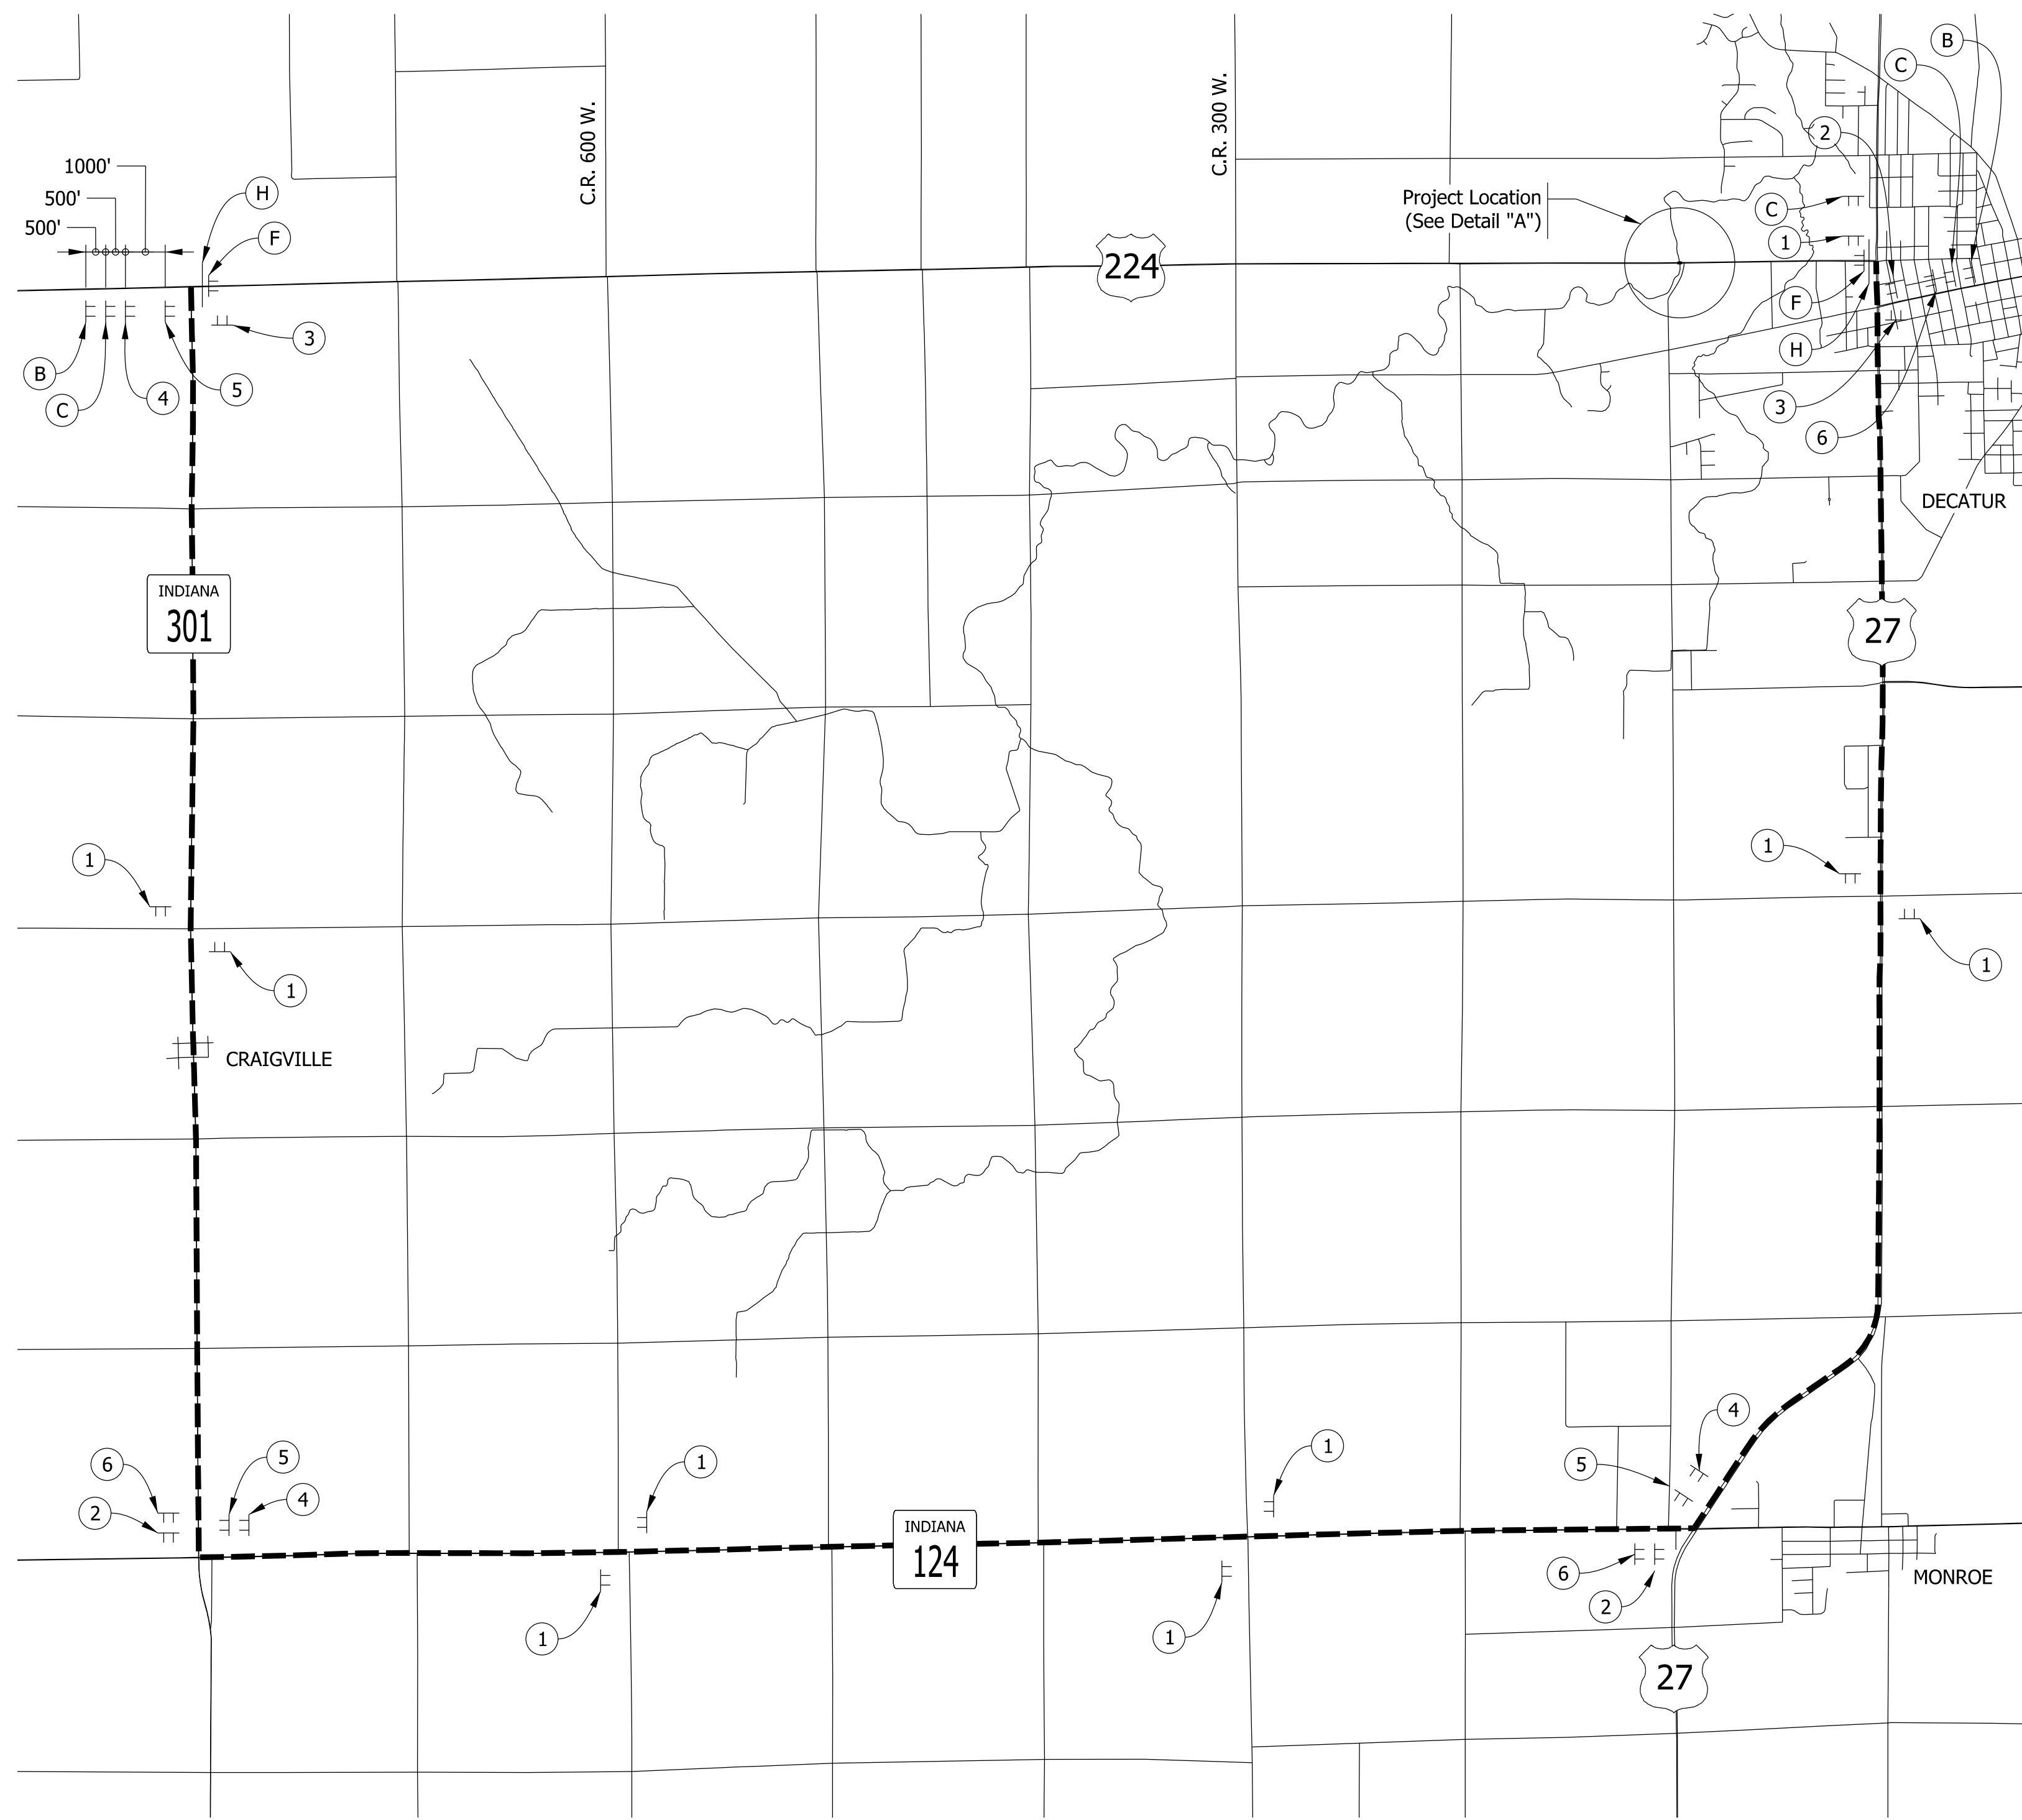 B
C
C.R. 600 W.
C.R. 300 W.
2
1000'
H
Project Location
(See Detail "A")
500'
C
500'
F
1
224
F
3
H
B
5
4
C
3
6
DECATUR
INDIANA
301
27
1
1
1
1
CRAIGVILLE
4
1
1
5
6
5
4
2
INDIANA
124
6
MONROE
2
1
1
27